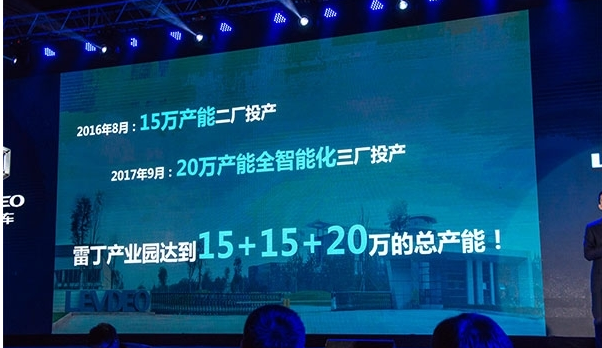 2016年8月：15万产能二厂投产
2017年9月：20万产能全智能化三厂投产
雷丁产业园达到15+15+20万的总产能！
LEVDEO
EO
车
L